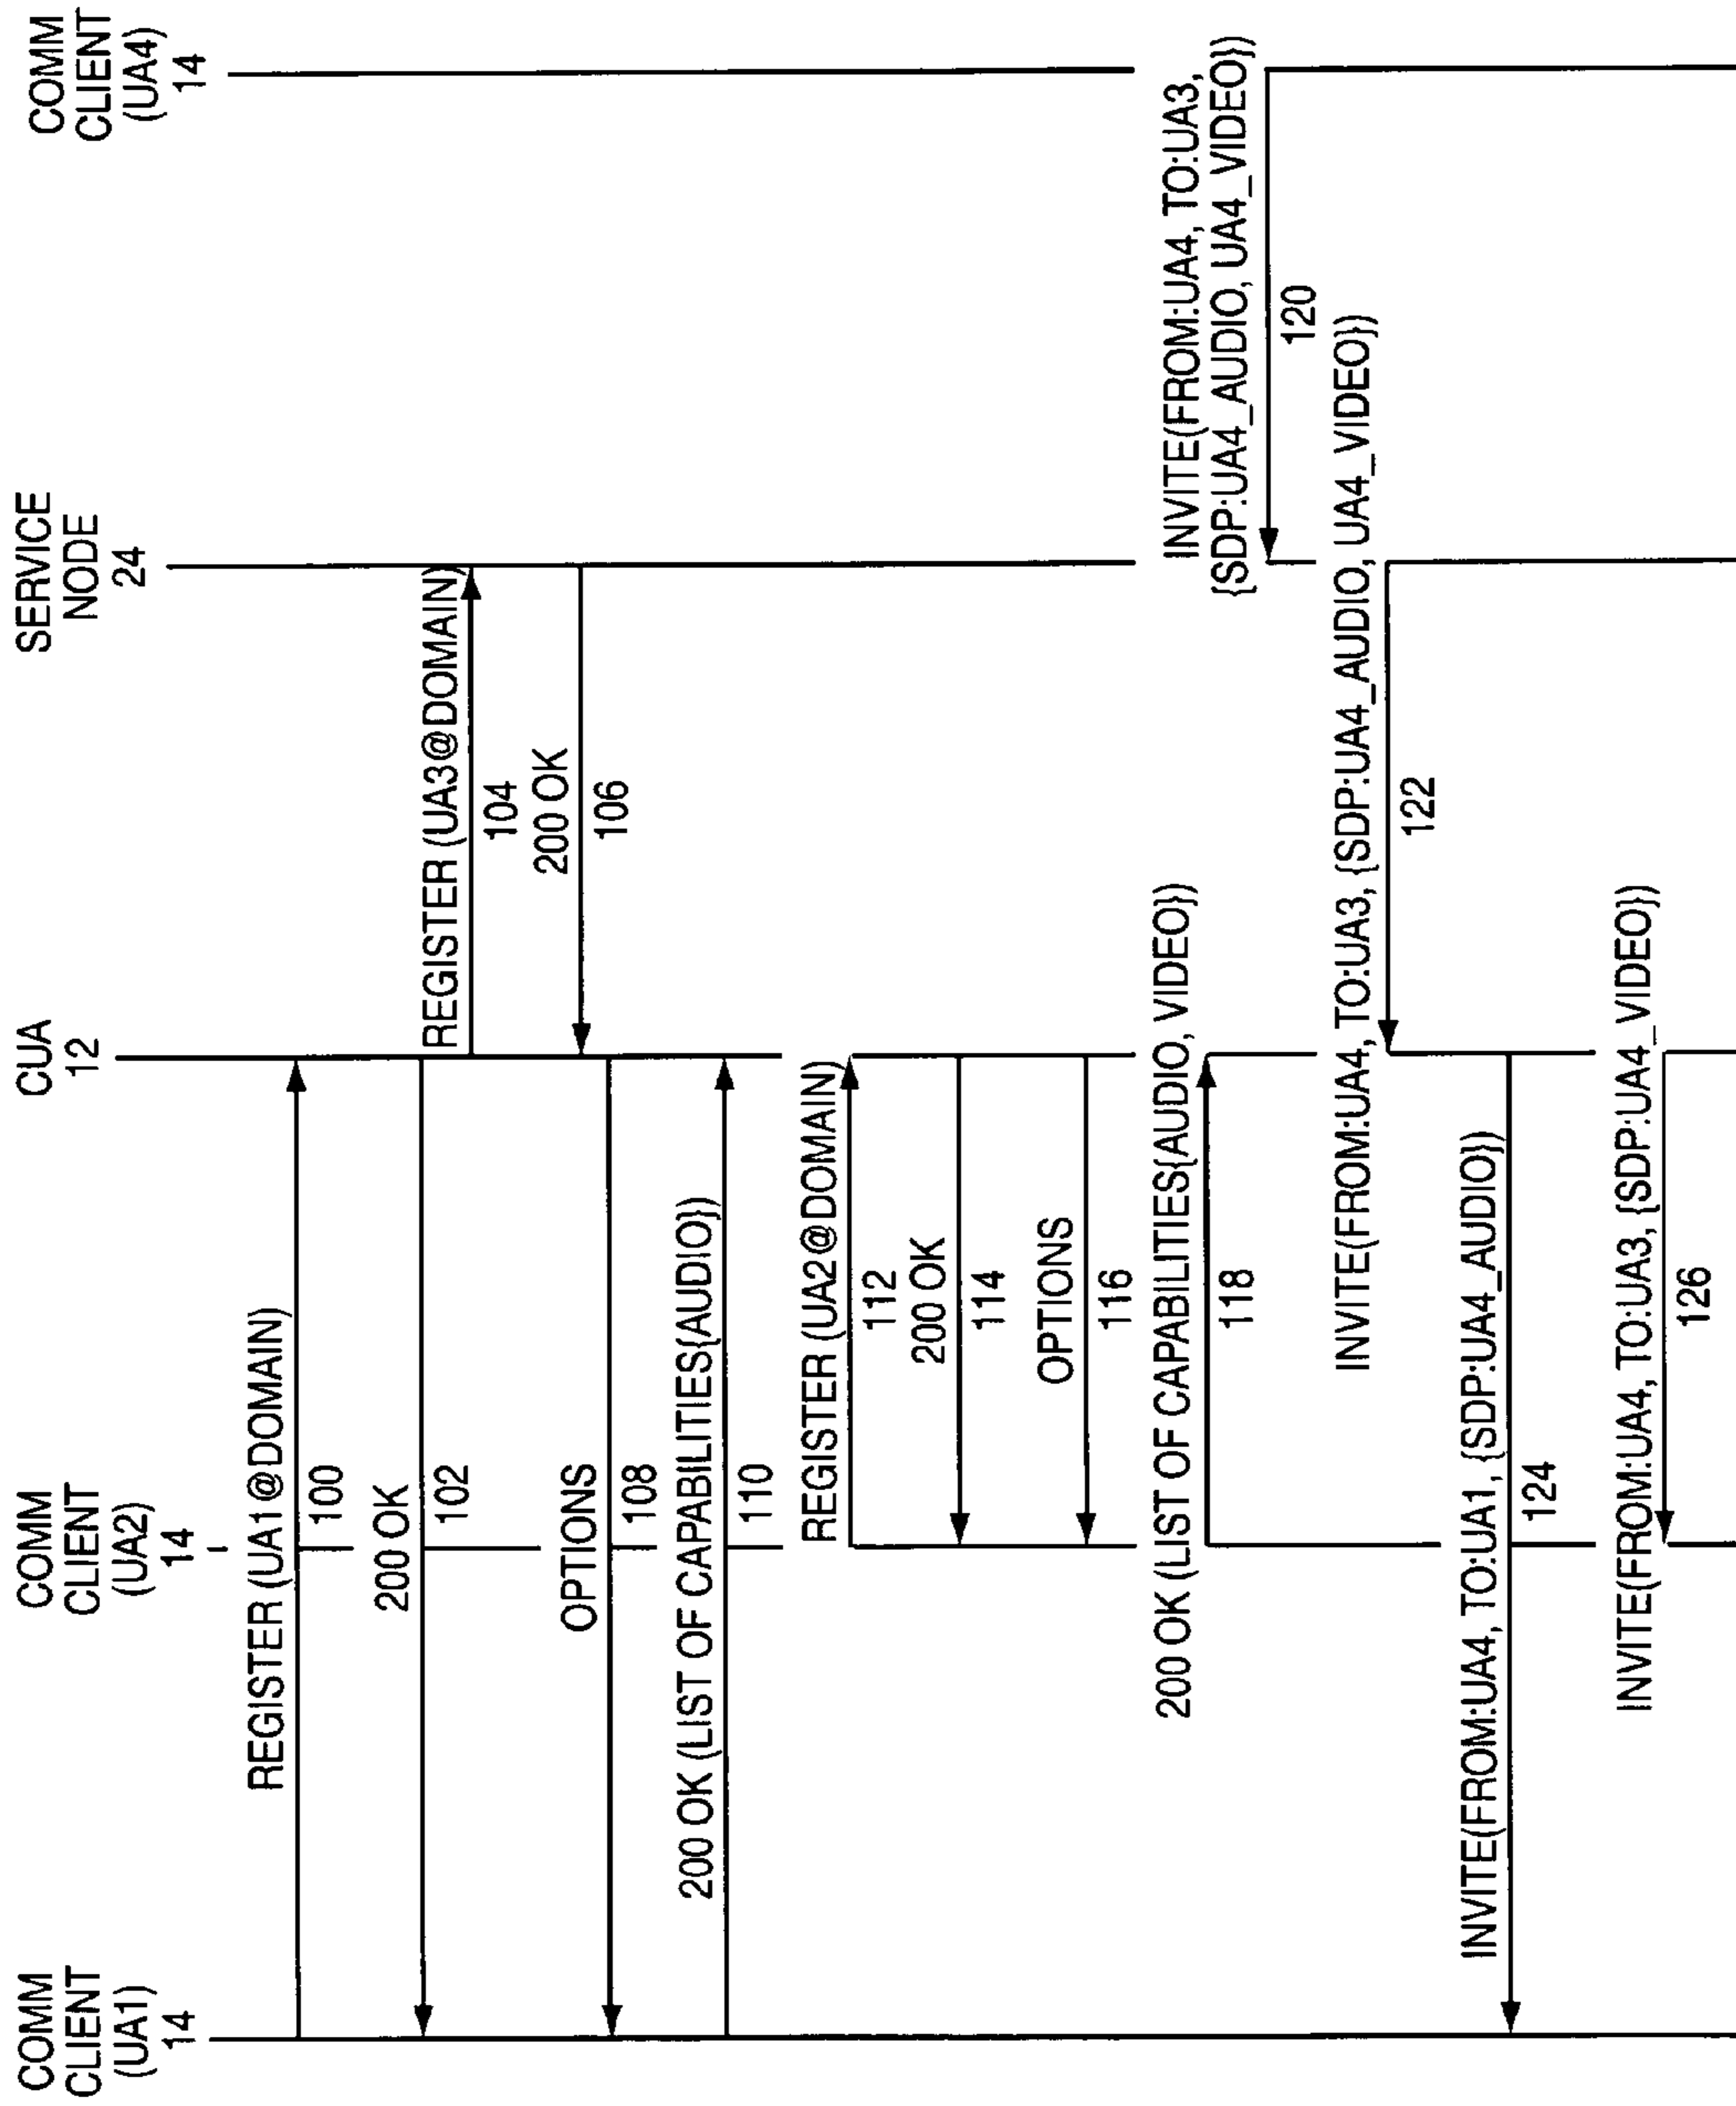 COMM
CLIENT
(UA1)
14
COMM
CLIENT
(UA2)
14
CUA
12
SERVICE
NODE
24
COMM
CLIENT
(UA4)
14
REGISTER (UA1@DOMAIN)
100
200 OK
102
REGISTER (UA3@DOMAIN)
104
200 OK
106
OPTIONS
108
200 OK (LIST OF CAPABILITIES{AUDIO})
110
REGISTER (UA2@DOMAIN)
112
200 OK
114
OPTIONS
116
200 OK (LIST OF CAPABILITIES{AUDIO, VIDEO})
118
INVITE(FROM:UA4, TO:UA3,
{SDP:UA4_AUDIO, UA4_VIDEO})
120
INVITE(FROM:UA4, TO:UA3, {SDP:UA4_AUDIO, UA4_VIDEO})
122
INVITE(FROM:UA4, TO:UA1, {SDP:UA4_AUDIO})
124
INVITE(FROM:UA4, TO:UA3, {SDP:UA4_VIDEO})
126